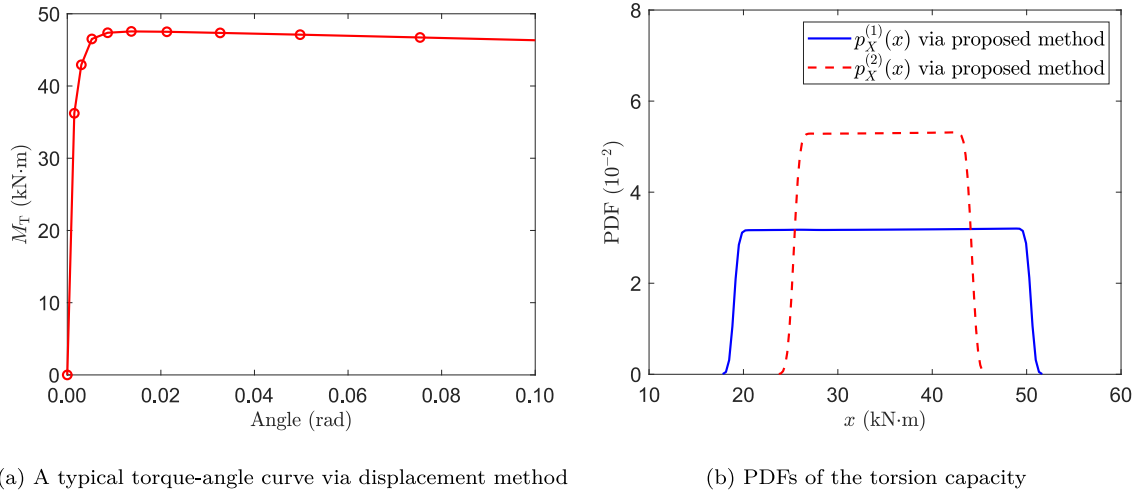 50
40
30
20
10
0
0.00
0.02
0.04
0.06
0.08
0.10
M_T (kN·m)
Angle (rad)
8
6
4
2
0
10
20
30
40
50
60
PDF (10^{-2})
x (kN·m)
p_X^{(1)}(x) via proposed method
p_X^{(2)}(x) via proposed method
(a) A typical torque-angle curve via displacement method
(b) PDFs of the torsion capacity